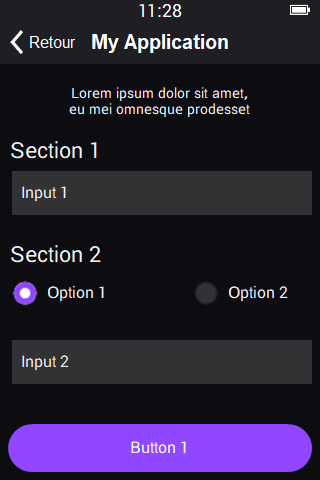 11:28
Retour My Application
Lorem ipsum dolor sit amet,
eu mei omnesque prodesset
Section 1
Input 1
Section 2
Option 1 Option 2
Input 2
Button 1